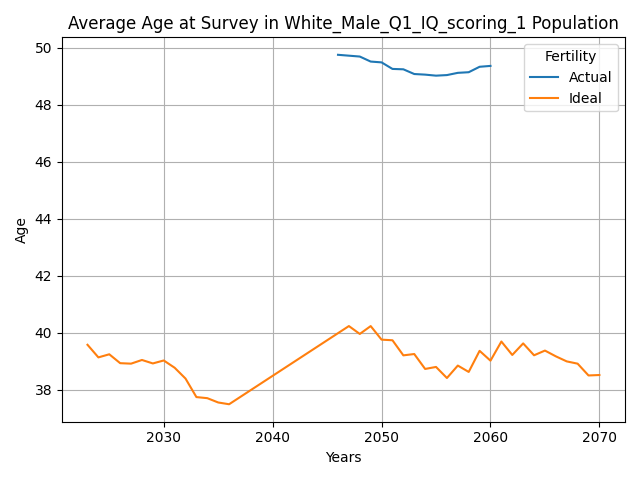 Average Age at Survey in White_Male_Q1_IQ_scoring_1 Population
Fertility
Actual
Ideal
Age
50
48
46
44
42
40
38
2030
2040
2050
2060
2070
Years